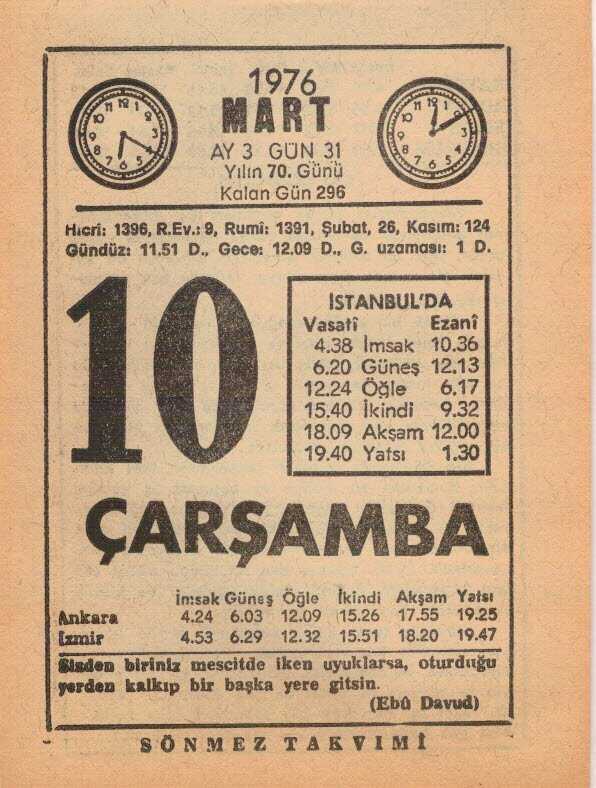 1976
MART
AY 3 GÜN 31
Yılın 70. Günü
Kalan Gün 296
Hicrî: 1396, R.Ev.: 9, Rumî: 1391, Şubat, 26, Kasım: 124
Gündüz: 11.51 D., Gece: 12.09 D., G. uzaması: 1 D.
10
İSTANBUL'DA
Vasatî Ezanî
4.38 İmsak 10.36
6.20 Güneş 12.13
12.24 Öğle 6.17
15.40 İkindi 9.32
18.09 Akşam 12.00
19.40 Yatsı 1.30
ÇARŞAMBA
İmsak Güneş Öğle İkindi Akşam Yatsı
Ankara 4.24 6.03 12.09 15.26 17.55 19.25
İzmir 4.53 6.29 12.32 15.51 18.20 19.47
Sizden biriniz mescitde iken uyuklarsa, oturduğu
yerden kalkıp bir başka yere gitsin.
(Ebû Davud)
SÖNMEZ TAKVİMİ